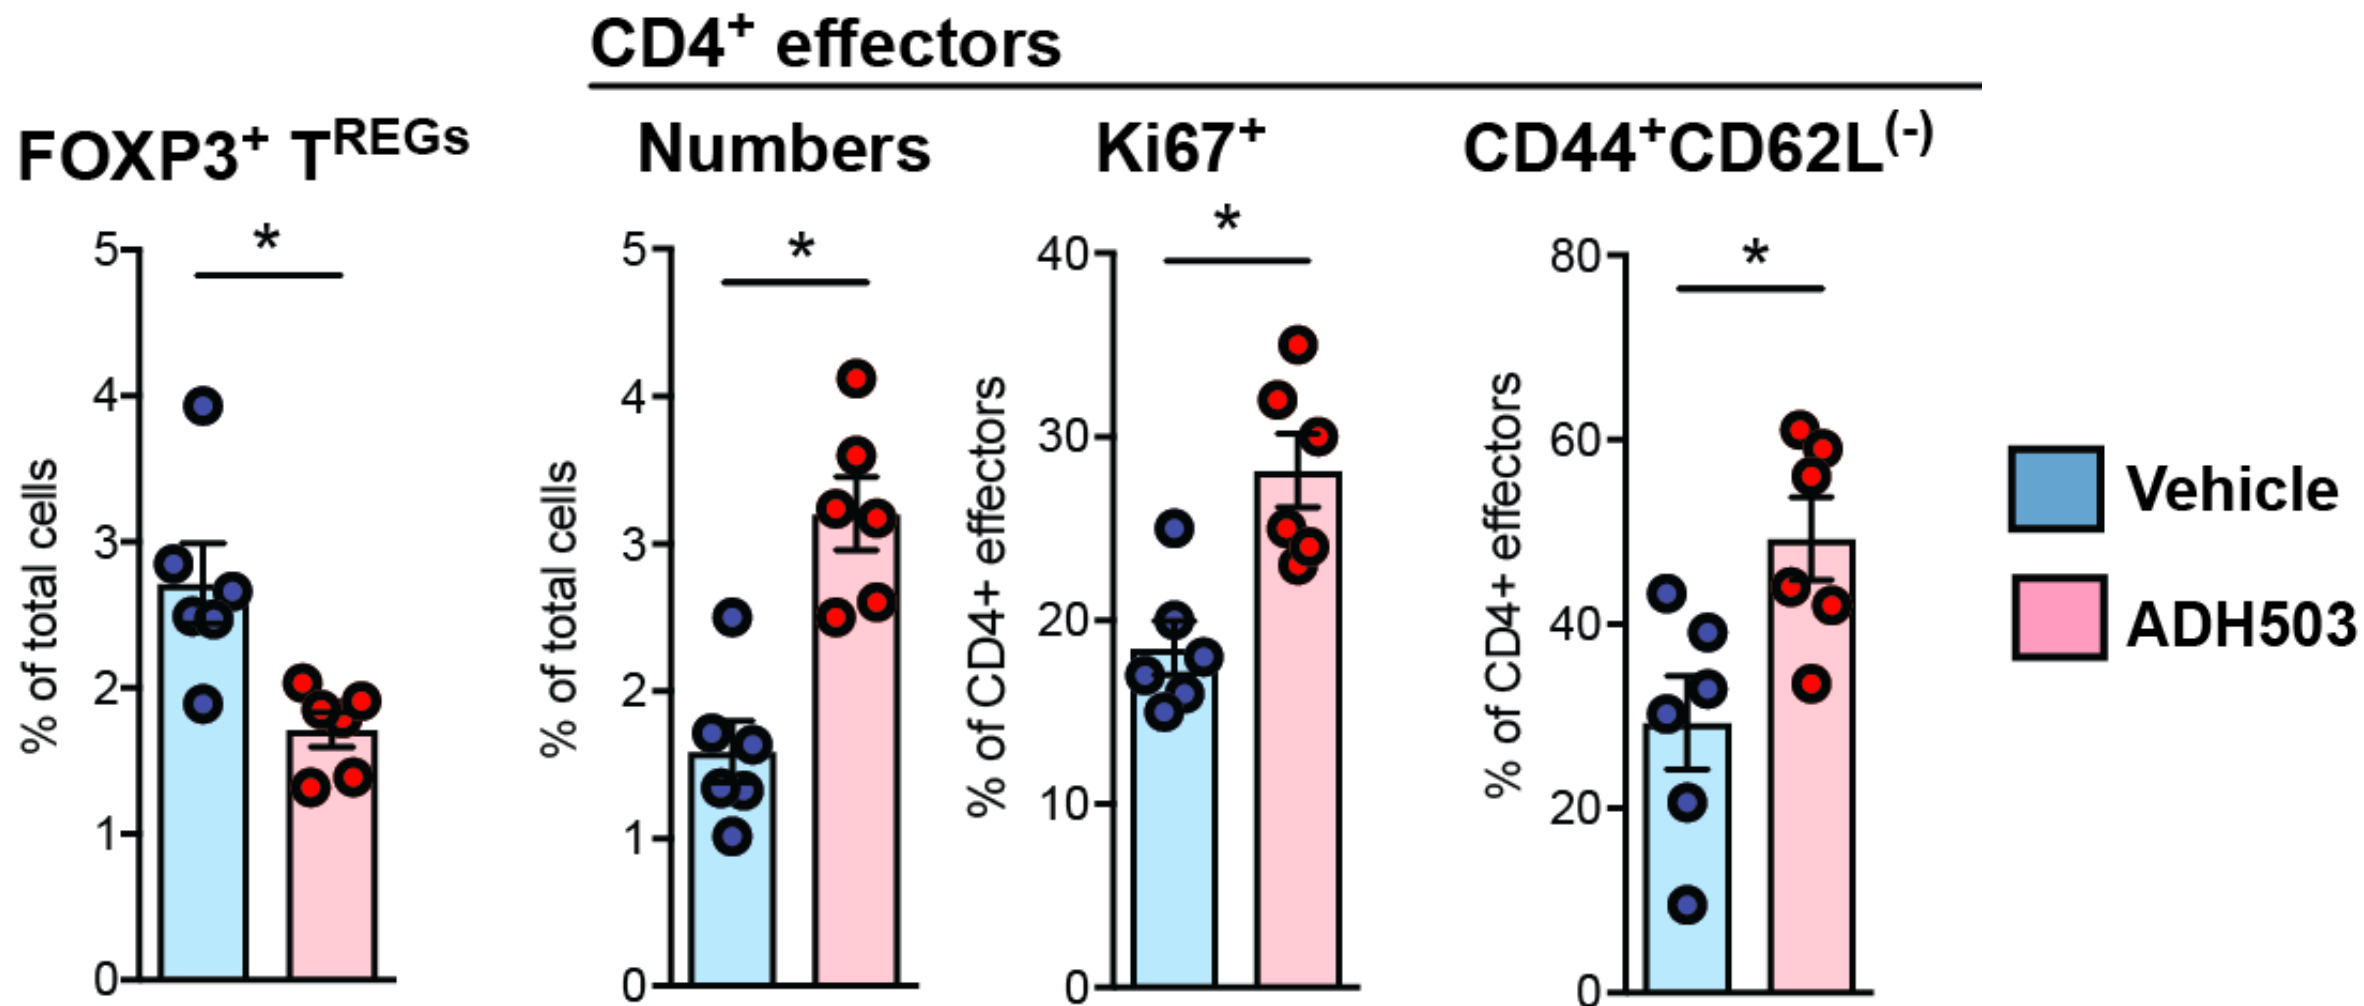 CD4⁺ effectors
FOXP3⁺ Tᴿᴱᴳˢ
Numbers
Ki67⁺
CD44⁺CD62L⁽⁻⁾
% of total cells
5
4
3
2
1
0
*
% of total cells
5
4
3
2
1
0
*
% of CD4+ effectors
40
30
20
10
0
*
% of CD4+ effectors
80
60
40
20
0
*
Vehicle
ADH503